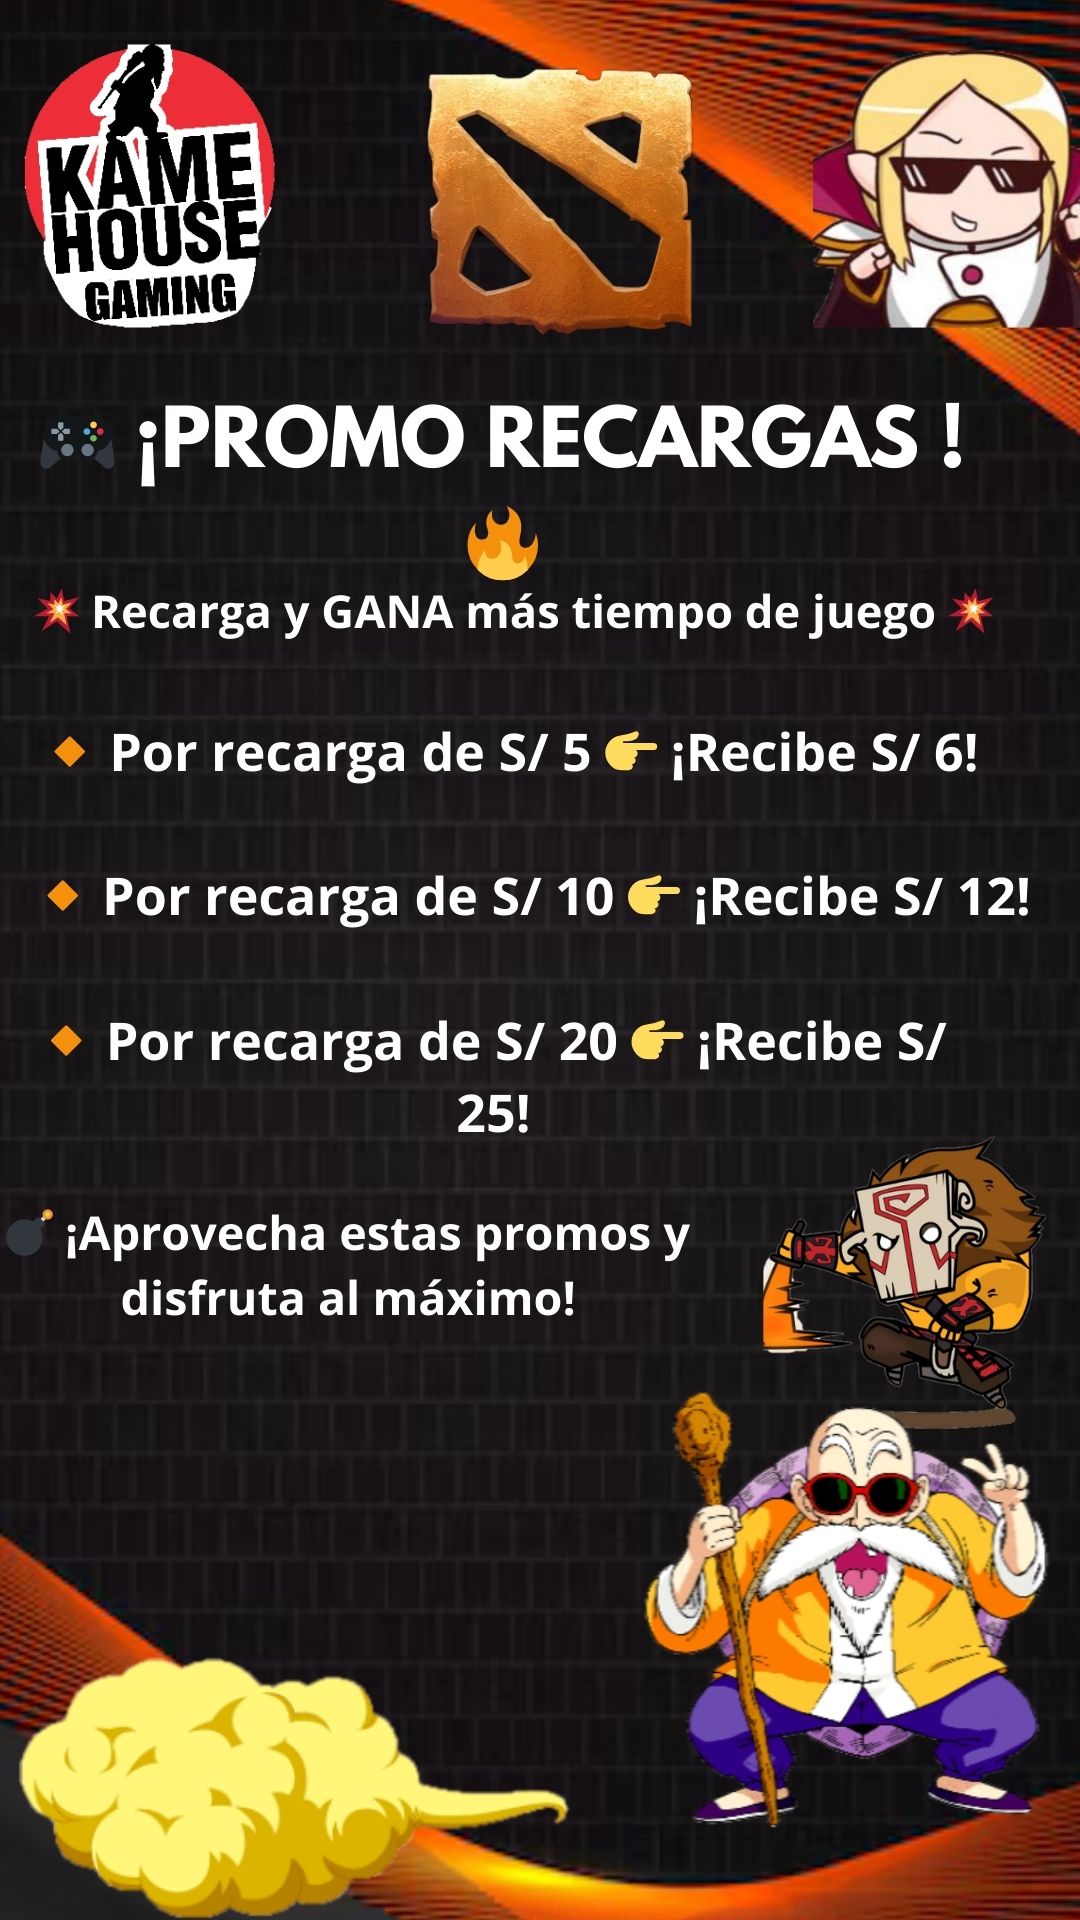 KAME
HOUSE
GAMING
🎮 ¡PROMO RECARGAS !
🔥
💥 Recarga y GANA más tiempo de juego 💥
🔸 Por recarga de S/ 5 👉 ¡Recibe S/ 6!
🔸 Por recarga de S/ 10 👉 ¡Recibe S/ 12!
🔸 Por recarga de S/ 20 👉 ¡Recibe S/
25!
💣 ¡Aprovecha estas promos y
disfruta al máximo!